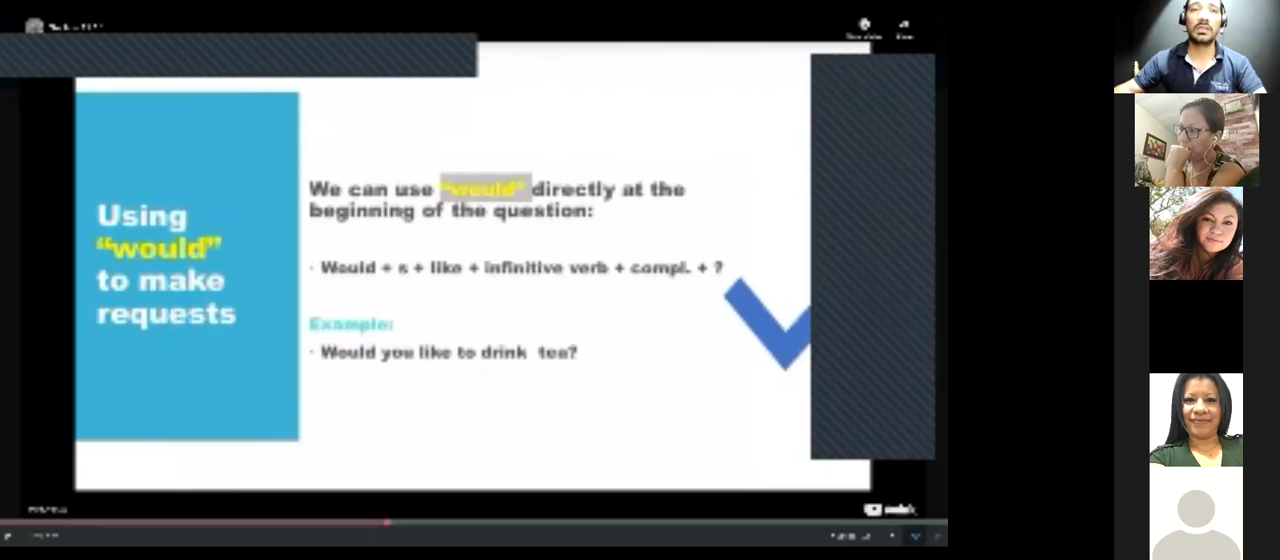 Using
“would”
to make
requests
We can use “would” directly at the
beginning of the question:
· Would + s + like + infinitive verb + compl. + ?
Example:
· Would you like to drink tea?